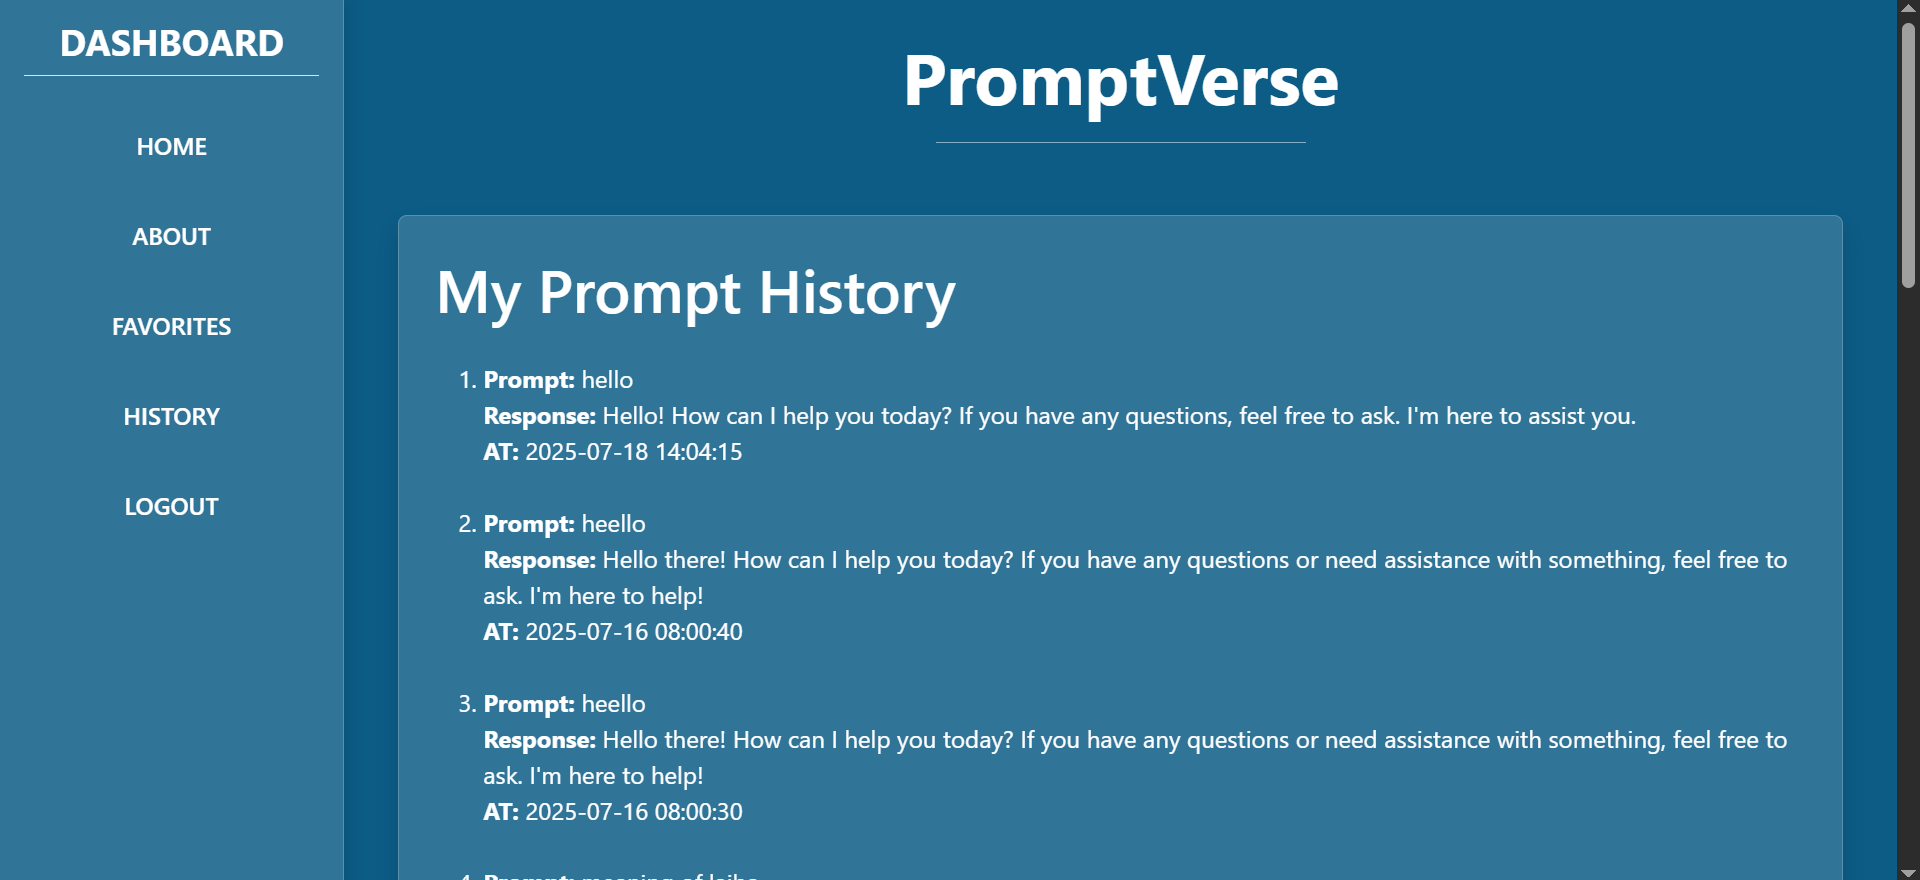 DASHBOARD
HOME
ABOUT
FAVORITES
HISTORY
LOGOUT
PromptVerse
My Prompt History
1. Prompt: hello
Response: Hello! How can I help you today? If you have any questions, feel free to ask. I'm here to assist you.
AT: 2025-07-18 14:04:15
2. Prompt: heello
Response: Hello there! How can I help you today? If you have any questions or need assistance with something, feel free to
ask. I'm here to help!
AT: 2025-07-16 08:00:40
3. Prompt: heello
Response: Hello there! How can I help you today? If you have any questions or need assistance with something, feel free to
ask. I'm here to help!
AT: 2025-07-16 08:00:30
4. Prompt: meaning of